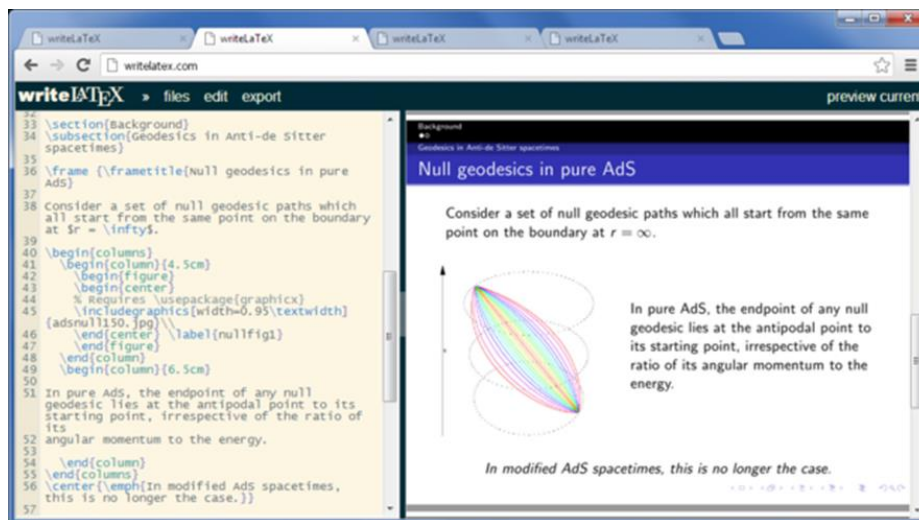 writeLaTeX
writeLaTeX
writeLaTeX
writeLaTeX
writelatex.com
writeLATEX » files edit export
preview curren
32
33 \section{Background}
34 \subsection{Geodesics in Anti-de Sitter
spacetimes}
35
36 \frame {\frametitle{Null geodesics in pure
AdS}
37
38 Consider a set of null geodesic paths which
all start from the same point on the boundary
at $r = \infty$.
39
40 \begin{columns}
41 \begin{column}{4.5cm}
42 \begin{figure}
43 \begin{center}
44 % Requires \usepackage{graphicx}
45 \includegraphics[width=0.95\textwidth]
{adsnull150.jpg}\\
46 \end{center} \label{nullfig1}
47 \end{figure}
48 \end{column}
49 \begin{column}{6.5cm}
50
51 In pure AdS, the endpoint of any null
geodesic lies at the antipodal point to its
starting point, irrespective of the ratio of
its
52 angular momentum to the energy.
53
54 \end{column}
55 \end{columns}
56 \center{\emph{In modified AdS spacetimes,
this is no longer the case.}}
57
Background
Geodesics in Anti-de Sitter spacetimes
Null geodesics in pure AdS
Consider a set of null geodesic paths which all start from the same
point on the boundary at r = ∞.
In pure AdS, the endpoint of any null
geodesic lies at the antipodal point to
its starting point, irrespective of the
ratio of its angular momentum to the
energy.
In modified AdS spacetimes, this is no longer the case.